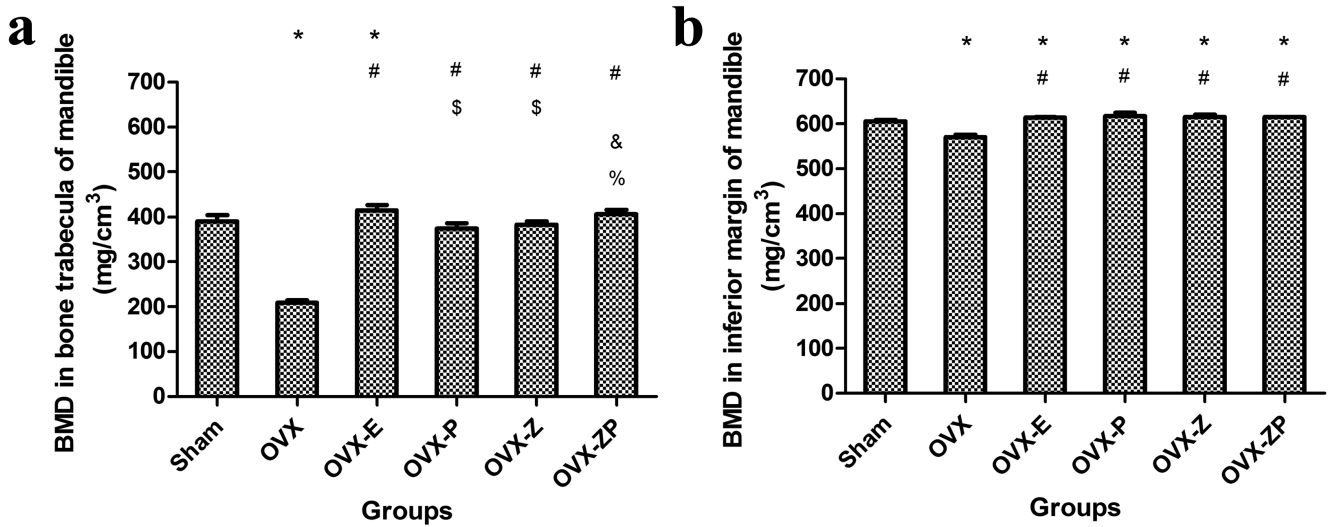 a
BMD in bone trabecula of mandible
(mg/cm³)
* *
# # # #
$ $
&
%
700
600
500
400
300
200
100
0
Sham
OVX
OVX-E
OVX-P
OVX-Z
OVX-ZP
Groups
b
BMD in inferior margin of mandible
(mg/cm³)
* * * * *
# # # #
700
600
500
400
300
200
100
0
Sham
OVX
OVX-E
OVX-P
OVX-Z
OVX-ZP
Groups